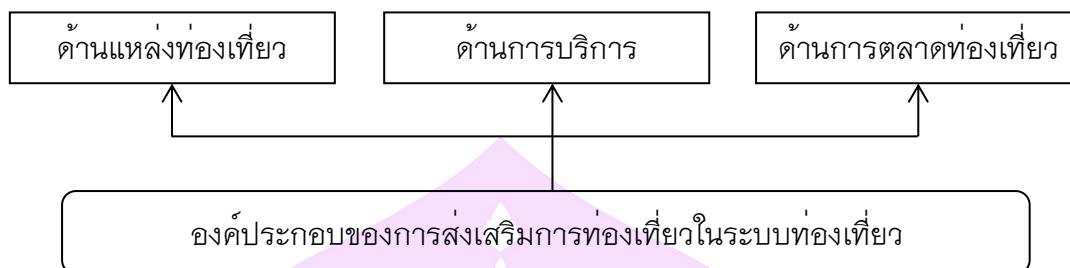 ด้านแหล่งท่องเที่ยว
ด้านการบริการ
ด้านการตลาดท่องเที่ยว
องค์ประกอบของการส่งเสริมการท่องเที่ยวในระบบท่องเที่ยว